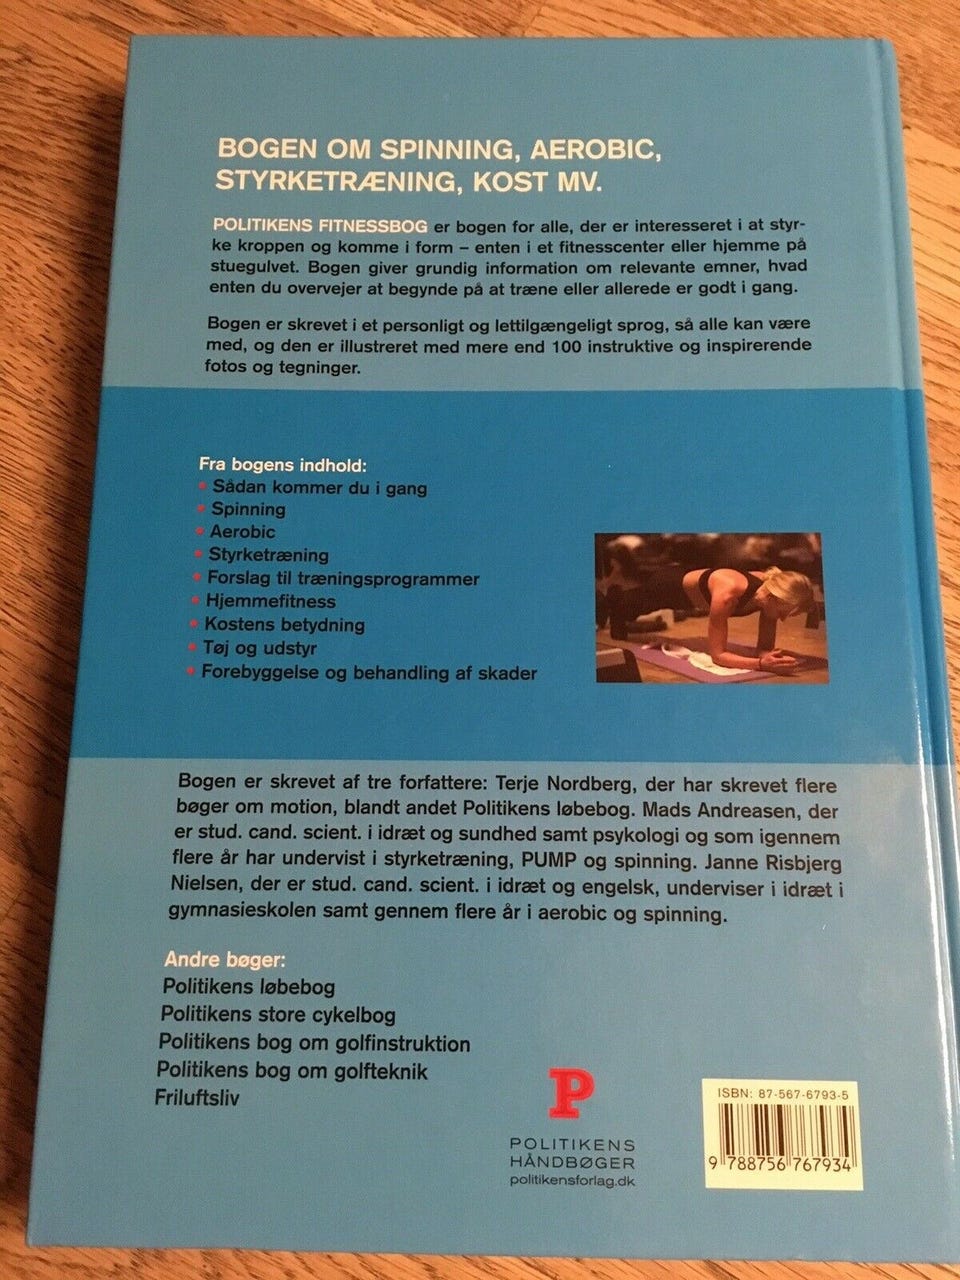 BOGEN OM SPINNING, AEROBIC,
STYRKETRÆNING, KOST MV.
POLITIKENS FITNESSBOG er bogen for alle, der er interesseret i at styr-
ke kroppen og komme i form – enten i et fitnesscenter eller hjemme på
stuegulvet. Bogen giver grundig information om relevante emner, hvad
enten du overvejer at begynde på at træne eller allerede er godt i gang.
Bogen er skrevet i et personligt og lettilgængeligt sprog, så alle kan være
med, og den er illustreret med mere end 100 instruktive og inspirerende
fotos og tegninger.
Fra bogens indhold:
• Sådan kommer du i gang
• Spinning
• Aerobic
• Styrketræning
• Forslag til træningsprogrammer
• Hjemmefitness
• Kostens betydning
• Tøj og udstyr
• Forebyggelse og behandling af skader
Bogen er skrevet af tre forfattere: Terje Nordberg, der har skrevet flere
bøger om motion, blandt andet Politikens løbebog. Mads Andreasen, der
er stud. cand. scient. i idræt og sundhed samt psykologi og som igennem
flere år har undervist i styrketræning, PUMP og spinning. Janne Risbjerg
Nielsen, der er stud. cand. scient. i idræt og engelsk, underviser i idræt i
gymnasieskolen samt gennem flere år i aerobic og spinning.
Andre bøger:
Politikens løbebog
Politikens store cykelbog
Politikens bog om golfinstruktion
Politikens bog om golfteknik
Friluftsliv
P
POLITIKENS
HÅNDBØGER
politikensforlag.dk
ISBN: 87-567-6793-5
9 788756 767934